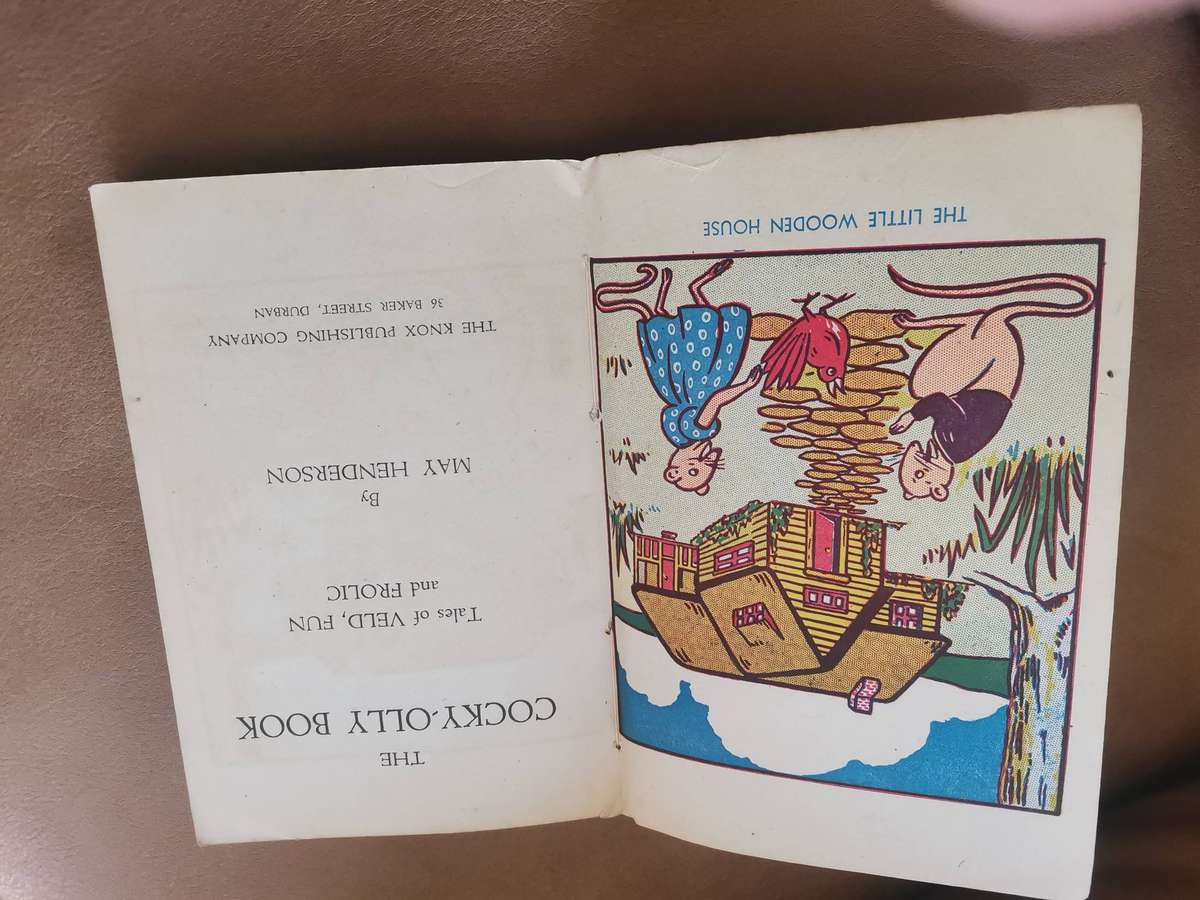 THE LITTLE WOODEN HOUSE
THE
COCKY-OLLY BOOK
Tales of VELD, FUN
and FROLIC
By
MAY HENDERSON
THE KNOX PUBLISHING COMPANY
36 BAKER STREET, DURBAN